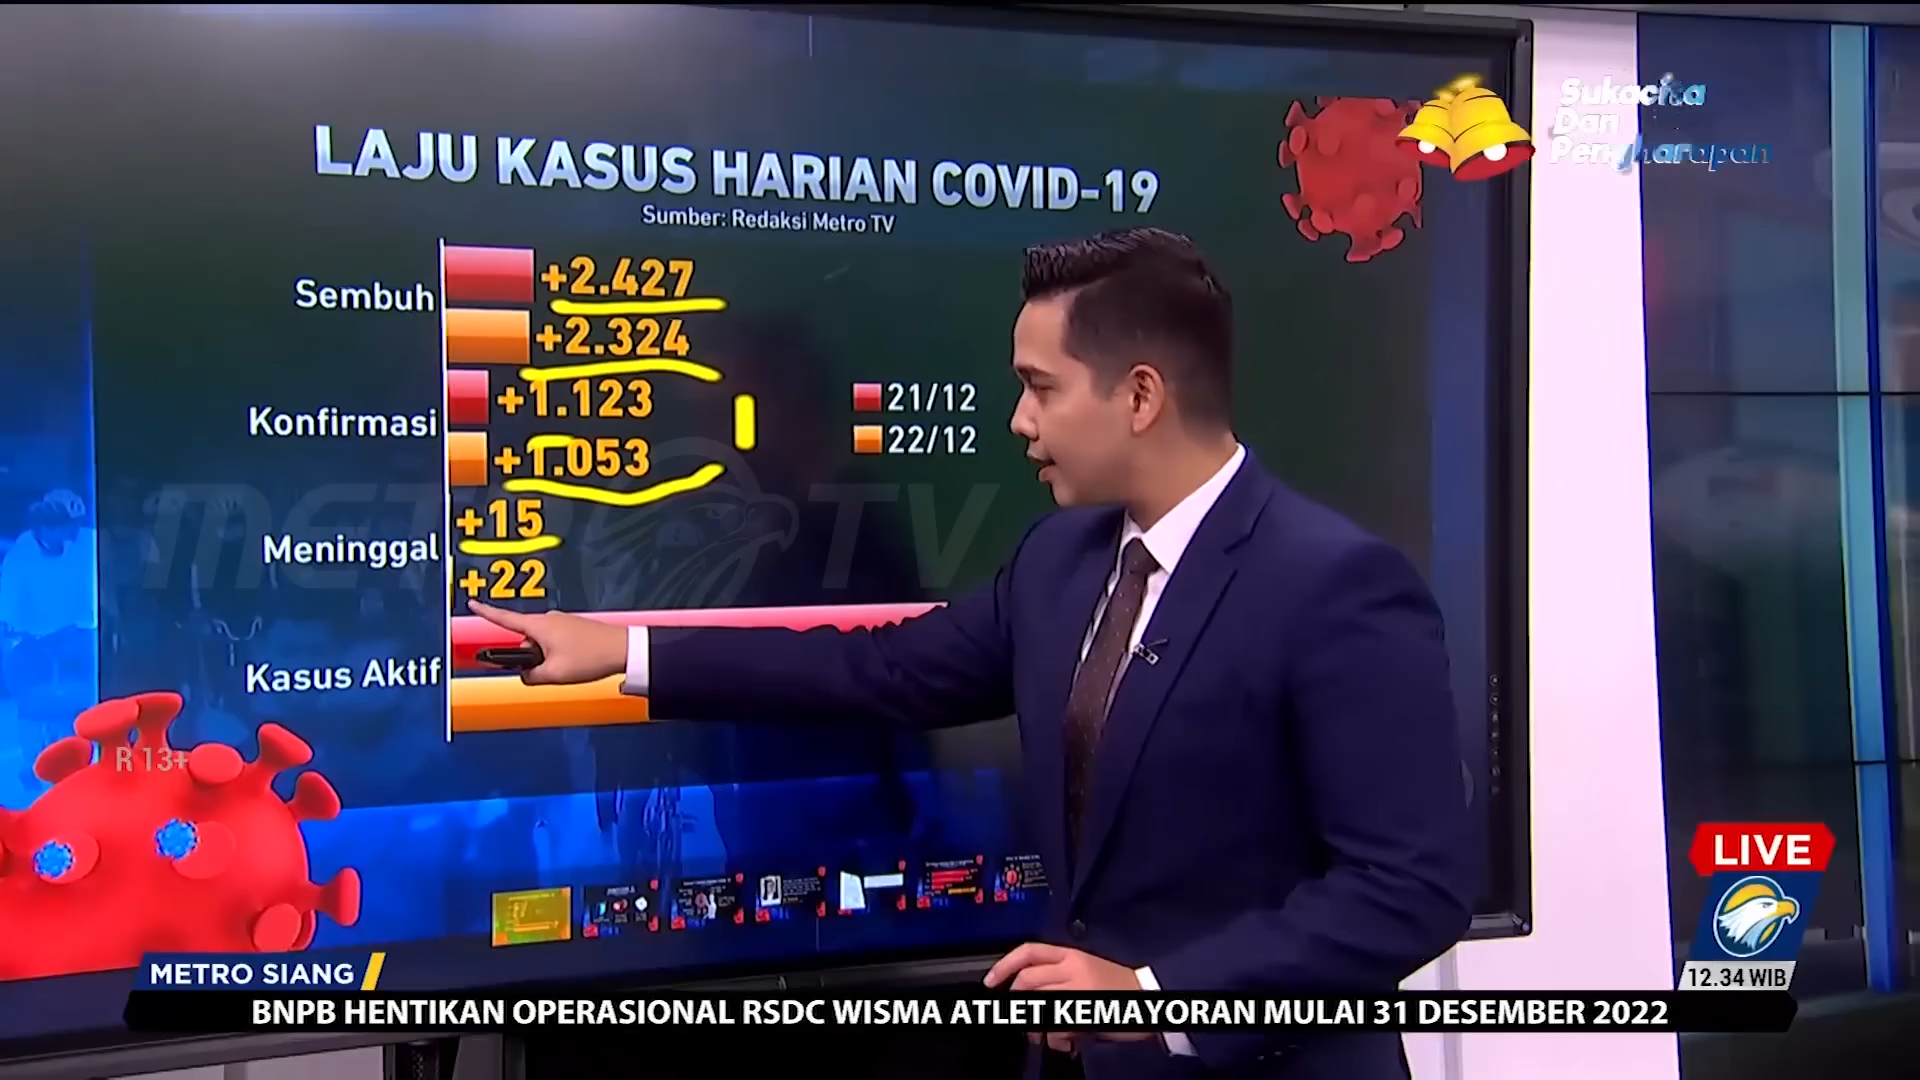 LAJU KASUS HARIAN COVID-19
Sumber: Redaksi Metro TV
Sukacita
Dan
Pengharapan
Sembuh
+2.427
+2.324
Konfirmasi
+1.123
+1.053
21/12
22/12
Meninggal
+15
+22
Kasus Aktif
METRO TV
R 13+
LIVE
12.34 WIB
METRO SIANG
BNPB HENTIKAN OPERASIONAL RSDC WISMA ATLET KEMAYORAN MULAI 31 DESEMBER 2022